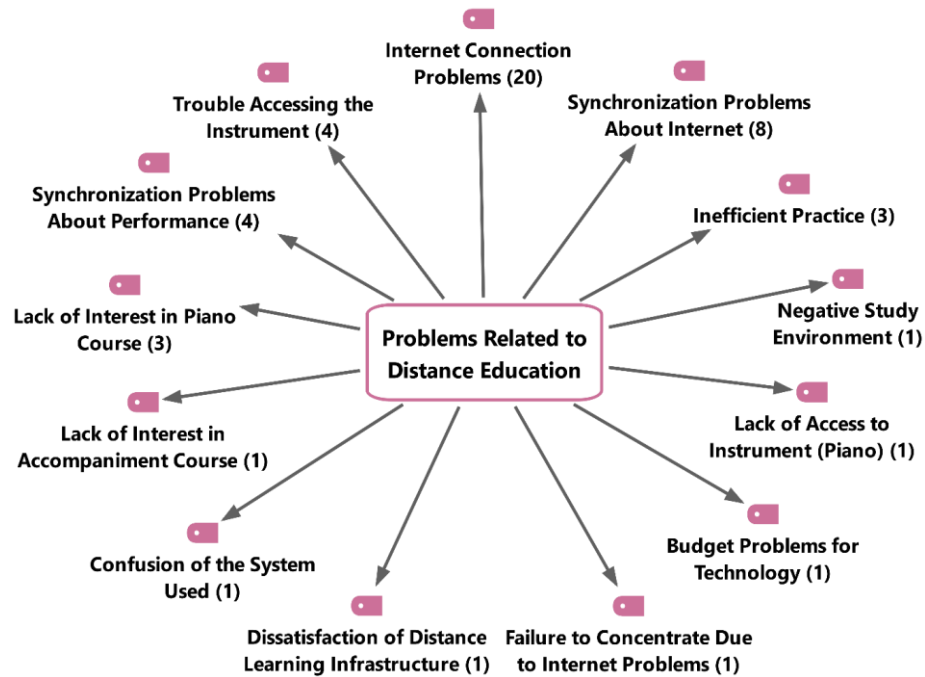 Internet Connection
Problems (20)
Trouble Accessing the
Instrument (4)
Synchronization Problems
About Internet (8)
Synchronization Problems
About Performance (4)
Inefficient Practice (3)
Lack of Interest in Piano
Course (3)
Problems Related to
Distance Education
Negative Study
Environment (1)
Lack of Interest in
Accompaniment Course (1)
Lack of Access to
Instrument (Piano) (1)
Confusion of the System
Used (1)
Budget Problems for
Technology (1)
Dissatisfaction of Distance
Learning Infrastructure (1)
Failure to Concentrate Due
to Internet Problems (1)